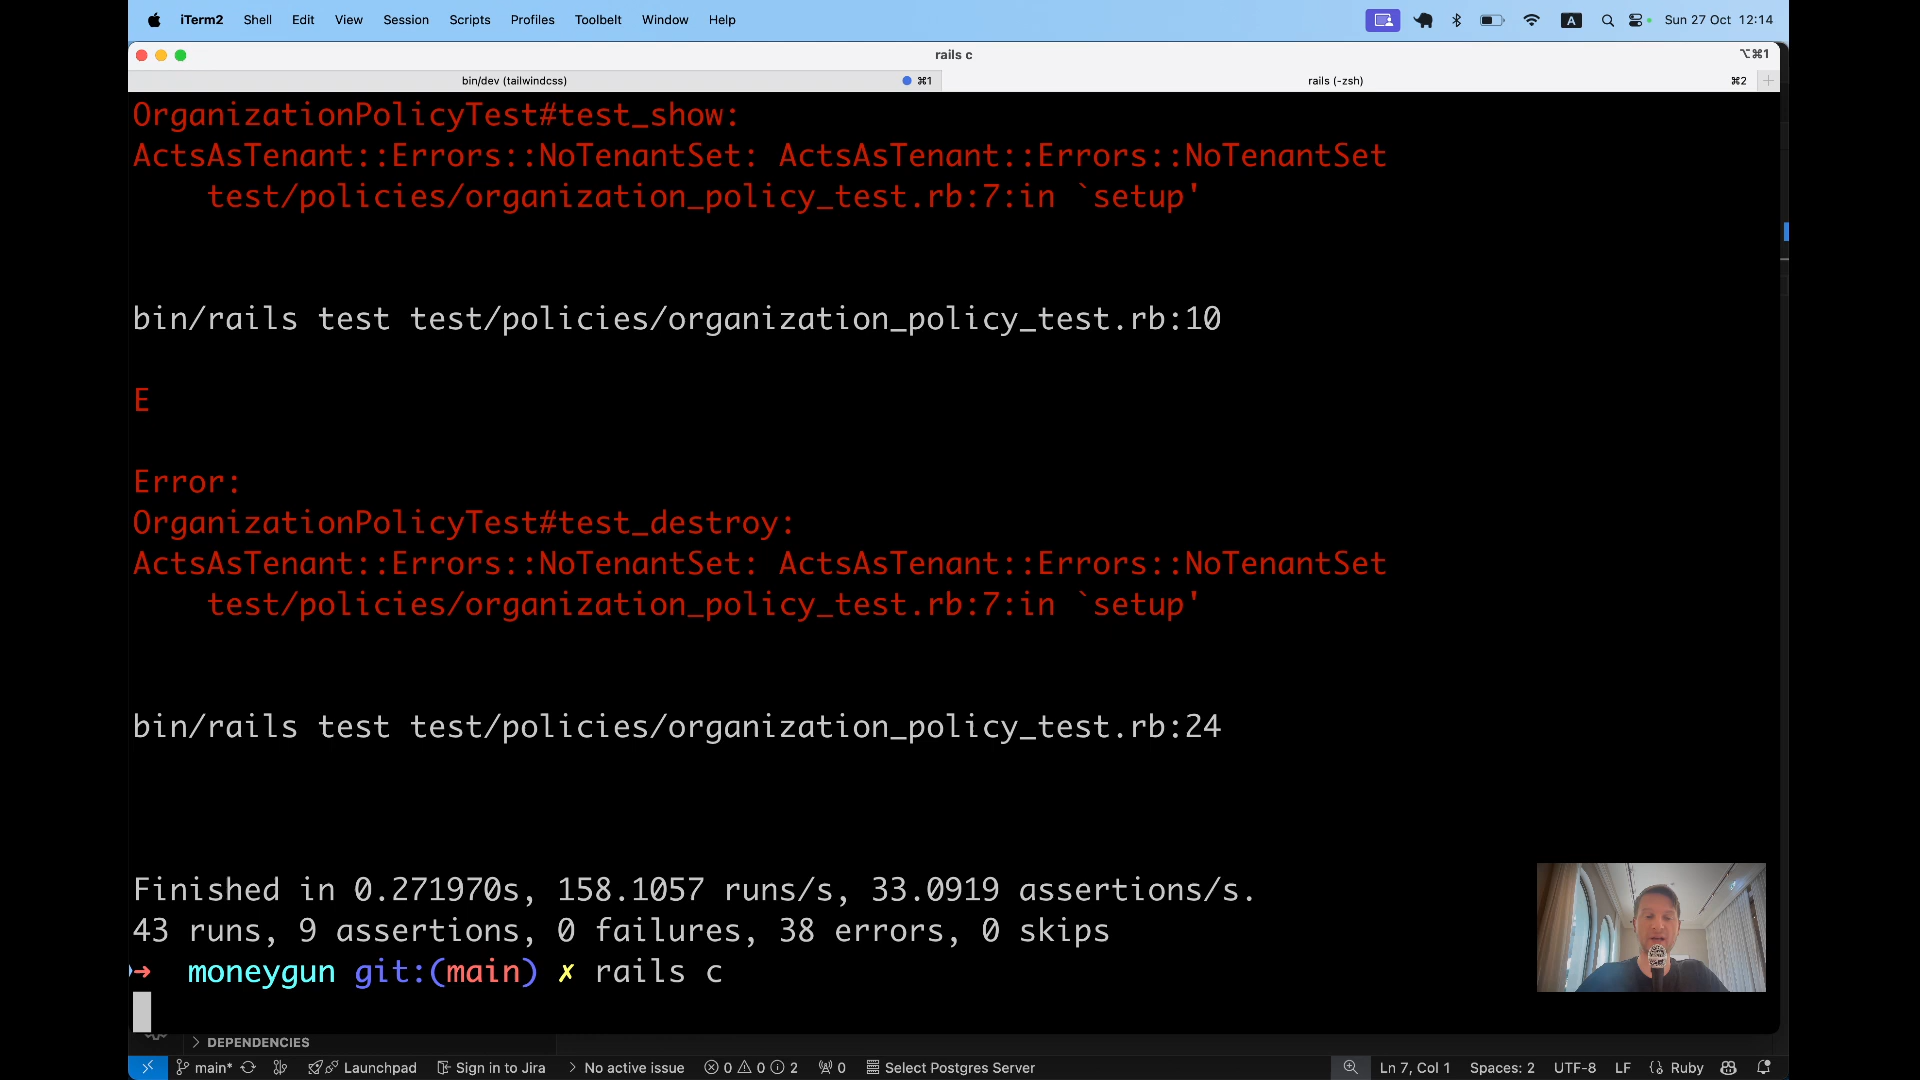 iTerm2 Shell Edit View Session Scripts Profiles Toolbelt Window Help A Sun 27 Oct 12:14
rails c ⌥⌘1
bin/dev (tailwindcss) ⌘1 rails (-zsh) ⌘2
OrganizationPolicyTest#test_show:
ActsAsTenant::Errors::NoTenantSet: ActsAsTenant::Errors::NoTenantSet
test/policies/organization_policy_test.rb:7:in `setup'
bin/rails test test/policies/organization_policy_test.rb:10
E
Error:
OrganizationPolicyTest#test_destroy:
ActsAsTenant::Errors::NoTenantSet: ActsAsTenant::Errors::NoTenantSet
test/policies/organization_policy_test.rb:7:in `setup'
bin/rails test test/policies/organization_policy_test.rb:24
Finished in 0.271970s, 158.1057 runs/s, 33.0919 assertions/s.
43 runs, 9 assertions, 0 failures, 38 errors, 0 skips
➜ moneygun git:(main) ✗ rails c
DEPENDENCIES
main* Launchpad Sign in to Jira No active issue 0 0 2 0 Select Postgres Server Ln 7, Col 1 Spaces: 2 UTF-8 LF Ruby